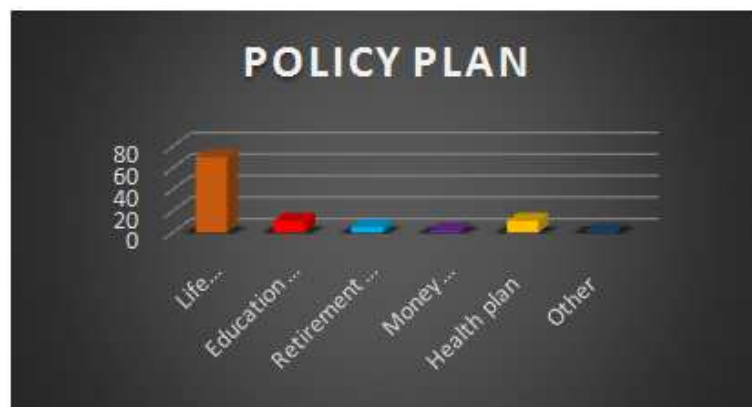 POLICY PLAN
80
60
40
20
0
Life...
Education ...
Retirement ...
Money ...
Health plan
Other